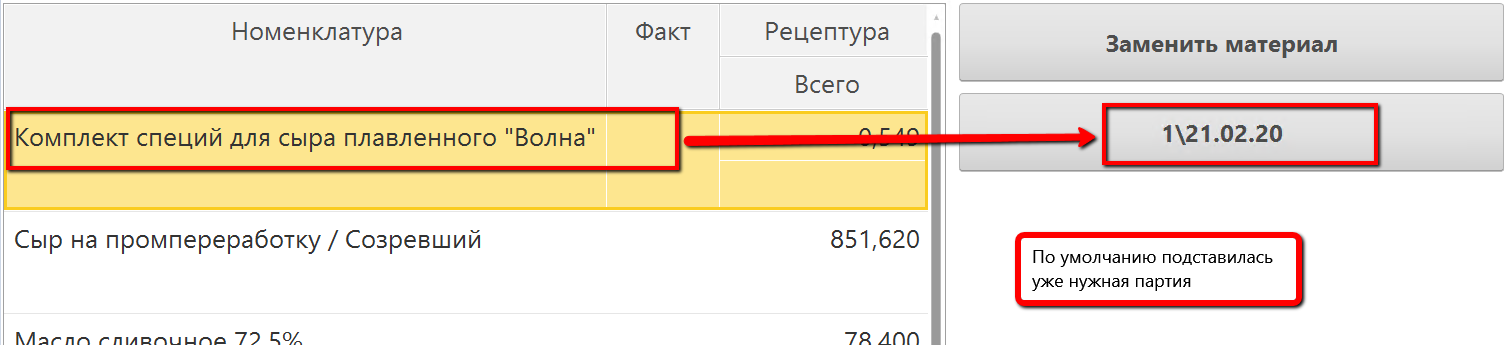 Номенклатура Факт Рецептура
Всего
Заменить материал
Комплект специй для сыра плавленного "Волна" 0,549
1\21.02.20
Сыр на промпереработку / Созревший 851,620
По умолчанию подставилась
уже нужная партия
Масло сливочное 72,5% 78,400